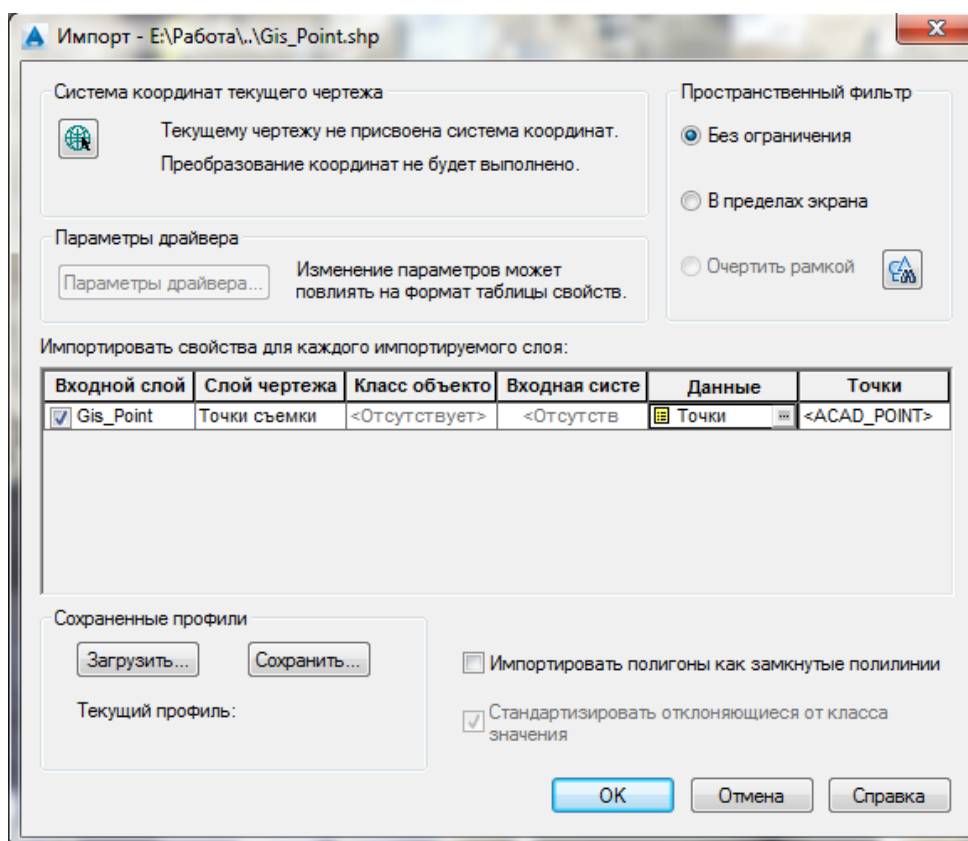 Импорт - E:\Работа\..\Gis_Point.shp
Система координат текущего чертежа
Текущему чертежу не присвоена система координат.
Преобразование координат не будет выполнено.
Пространственный фильтр
Без ограничения
В пределах экрана
Очертить рамкой
Параметры драйвера
Параметры драйвера...
Изменение параметров может
повлиять на формат таблицы свойств.
Импортировать свойства для каждого импортируемого слоя:
Входной слой Слой чертежа Класс объекто Входная систе Данные Точки
Gis_Point Точки съемки <Отсутствует> <Отсутств Точки ... <ACAD_POINT>
Сохраненные профили
Загрузить... Сохранить...
Текущий профиль:
Импортировать полигоны как замкнутые полилинии
Стандартизировать отклоняющиеся от класса
значения
OK Отмена Справка